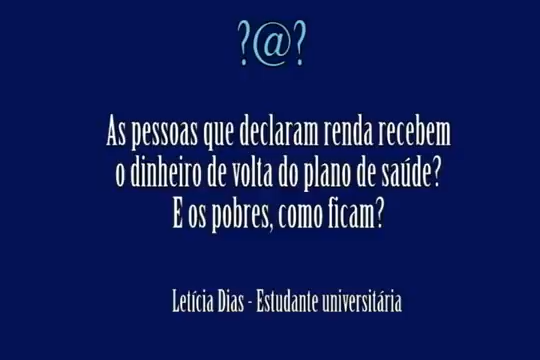 ?@?
As pessoas que declaram renda recebem
o dinheiro de volta do plano de saúde?
E os pobres, como ficam?
Letícia Dias - Estudante universitária